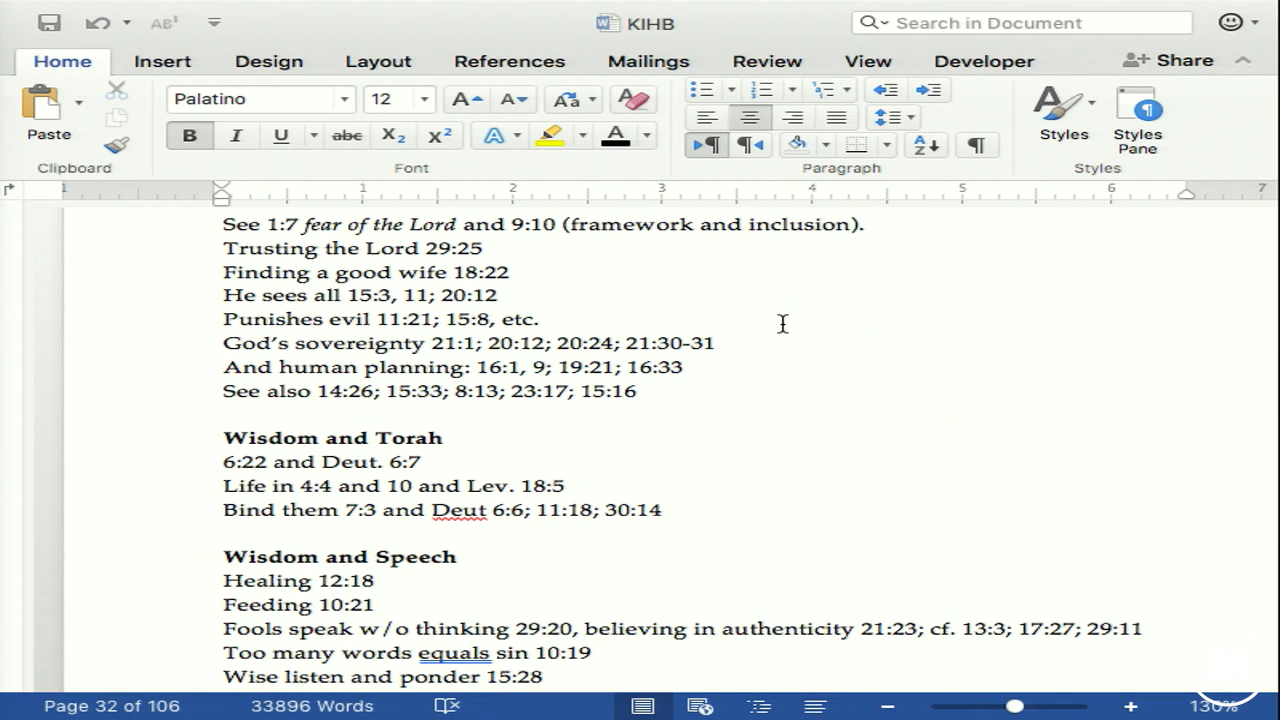 KIHB
Search in Document
Home Insert Design Layout References Mailings Review View Developer Share
Paste
Palatino 12
Clipboard Font Paragraph Styles
Styles
Styles Pane
1 1 2 3 4 5 6 7
See 1:7 fear of the Lord and 9:10 (framework and inclusion).
Trusting the Lord 29:25
Finding a good wife 18:22
He sees all 15:3, 11; 20:12
Punishes evil 11:21; 15:8, etc.
God’s sovereignty 21:1; 20:12; 20:24; 21:30-31
And human planning: 16:1, 9; 19:21; 16:33
See also 14:26; 15:33; 8:13; 23:17; 15:16
Wisdom and Torah
6:22 and Deut. 6:7
Life in 4:4 and 10 and Lev. 18:5
Bind them 7:3 and Deut 6:6; 11:18; 30:14
Wisdom and Speech
Healing 12:18
Feeding 10:21
Fools speak w/o thinking 29:20, believing in authenticity 21:23; cf. 13:3; 17:27; 29:11
Too many words equals sin 10:19
Wise listen and ponder 15:28
Page 32 of 106 33896 Words 130%